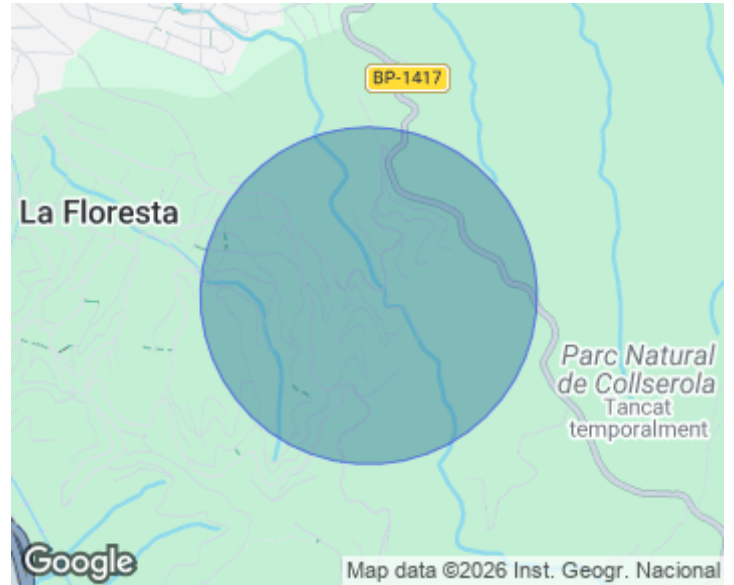 BP-1417
La Floresta
Parc Natural
de Collserola
Tancat
temporalment
Google
Map data ©2026 Inst. Geogr. Nacional